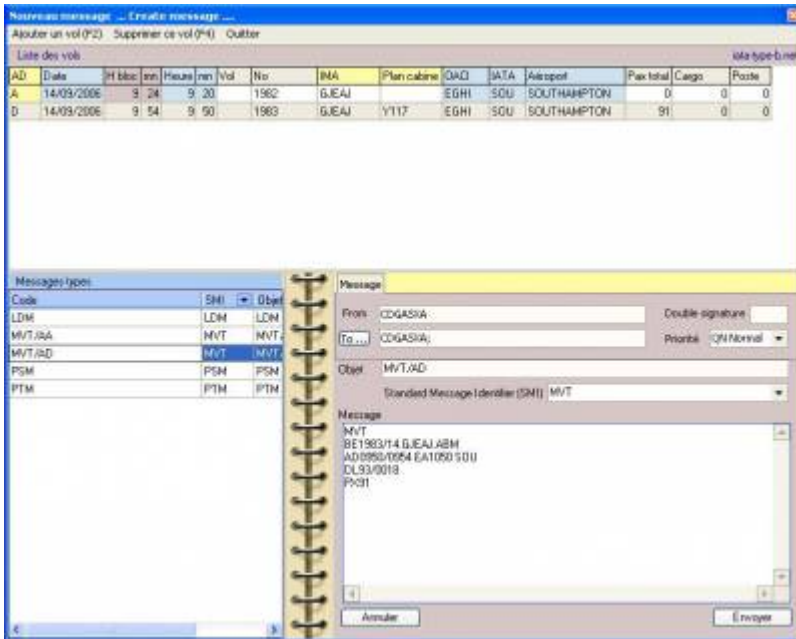 Nouveau message ... Create message ....
Ajouter un vol (F2) Supprimer ce vol (F4) Quitter
Liste des vols iata-type-b.net
AD Date H bloc mn Heure mn Vol No IMA Plan cabine OACI IATA Aéroport Pax total Cargo Poste
A 14/09/2006 9 24 9 20 1982 GJEAJ EGHI SOU SOUTHAMPTON 0 0 0
D 14/09/2006 9 54 9 50 1983 GJEAJ Y117 EGHI SOU SOUTHAMPTON 91 0 0
Messages types
Code SMI Objet
LDM LDM LDM
MVT/AA MVT MVT/
MVT/AD MVT MVT/
PSM PSM PSM
PTM PTM PTM
Message
From CDGASXA Double signature
To ... CDGASXA; Priorité QN Normal
Objet MVT/AD
Standard Message Identifier (SMI) MVT
Message
MVT
BE1983/14.GJEAJ.ABM
AD0950/0954 EA1050 SOU
DL93/0018
PX91
Annuler Envoyer